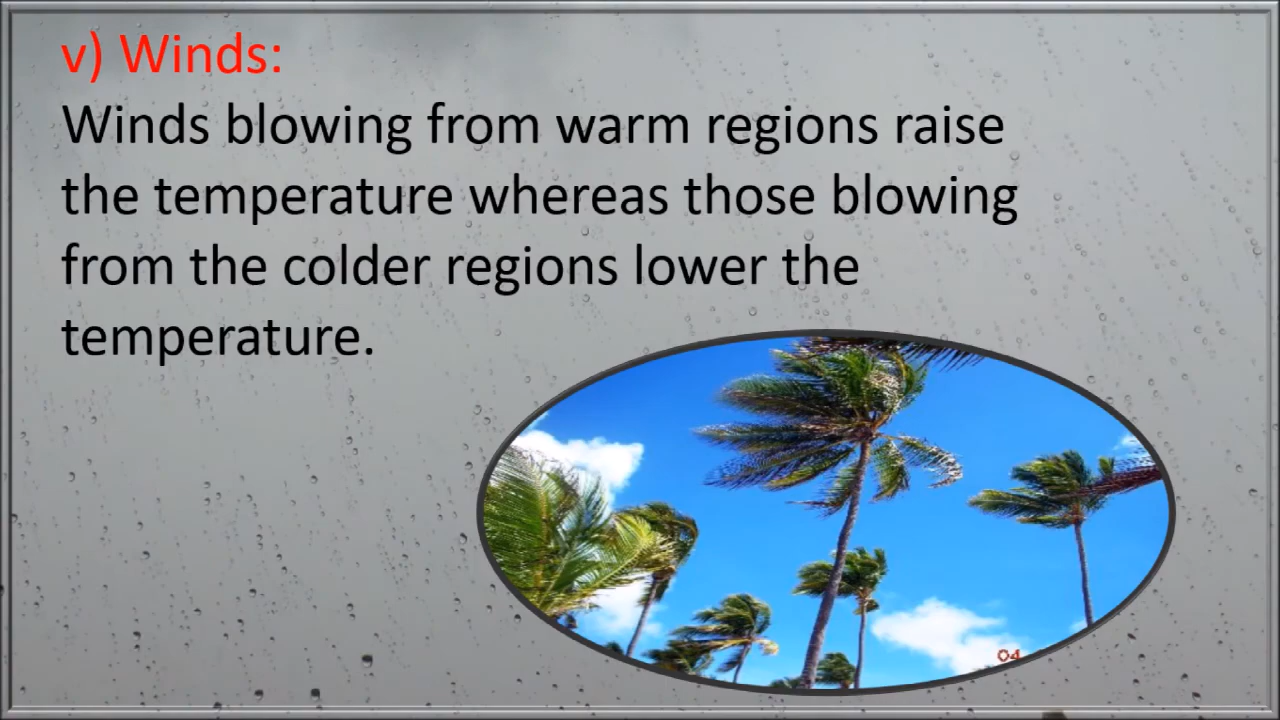 v) Winds:
Winds blowing from warm regions raise
the temperature whereas those blowing
from the colder regions lower the
temperature.
04